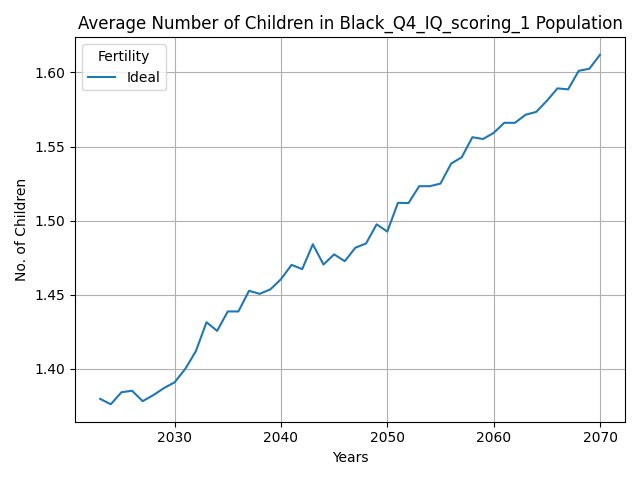 Average Number of Children in Black_Q4_IQ_scoring_1 Population
Fertility
Ideal
1.60
1.55
1.50
1.45
1.40
No. of Children
2030
2040
2050
2060
2070
Years